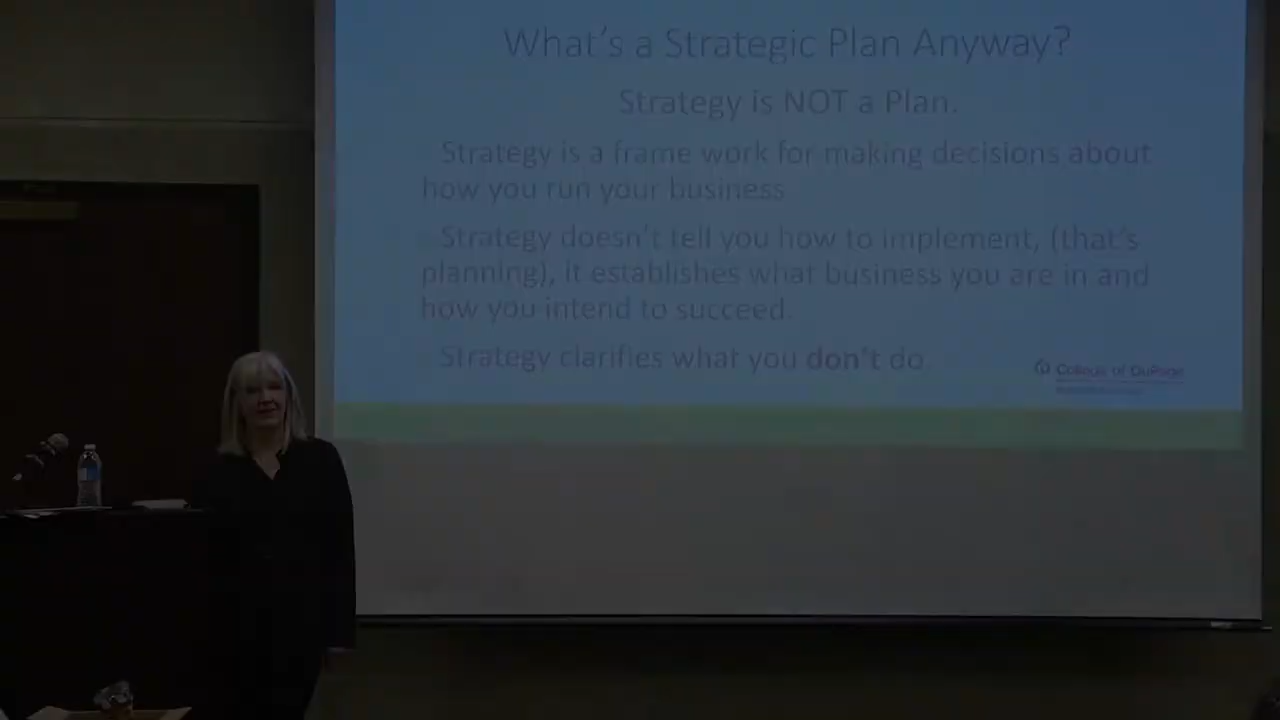 What's a Strategic Plan Anyway?
Strategy is NOT a Plan.
Strategy is a frame work for making decisions about
how you run your business
Strategy doesn't tell you how to implement, (that's
planning), it establishes what business you are in and
how you intend to succeed.
Strategy clarifies what you don't do.
College of DuPage